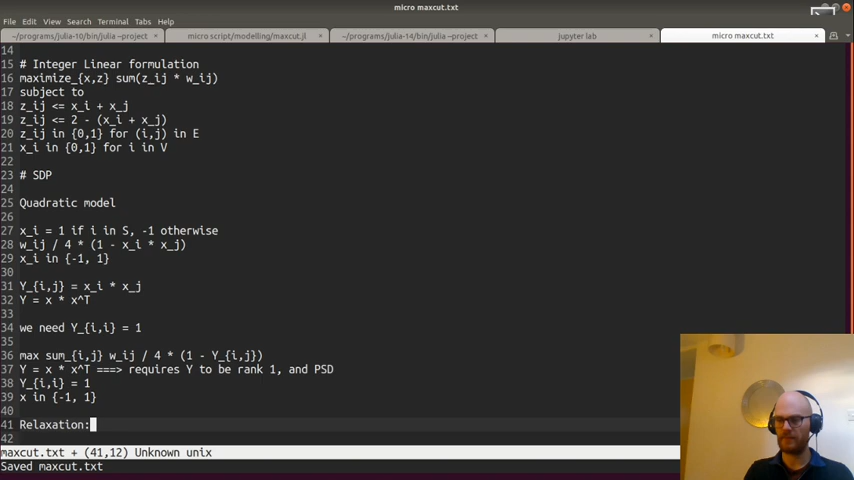 micro maxcut.txt
File Edit View Search Terminal Tabs Help
~/programs/julia-10/bin/julia --project × micro script/modelling/maxcut.jl × ~/programs/julia-14/bin/julia --project × jupyter lab × micro maxcut.txt ×
14
15 # Integer Linear formulation
16 maximize_{x,z} sum(z_ij * w_ij)
17 subject to
18 z_ij <= x_i + x_j
19 z_ij <= 2 - (x_i + x_j)
20 z_ij in {0,1} for (i,j) in E
21 x_i in {0,1} for i in V
22
23 # SDP
24
25 Quadratic model
26
27 x_i = 1 if i in S, -1 otherwise
28 w_ij / 4 * (1 - x_i * x_j)
29 x_i in {-1, 1}
30
31 Y_{i,j} = x_i * x_j
32 Y = x * x^T
33
34 we need Y_{i,i} = 1
35
36 max sum_{i,j} w_ij / 4 * (1 - Y_{i,j})
37 Y = x * x^T ===> requires Y to be rank 1, and PSD
38 Y_{i,i} = 1
39 x in {-1, 1}
40
41 Relaxation:
42
maxcut.txt + (41,12) Unknown unix
Saved maxcut.txt